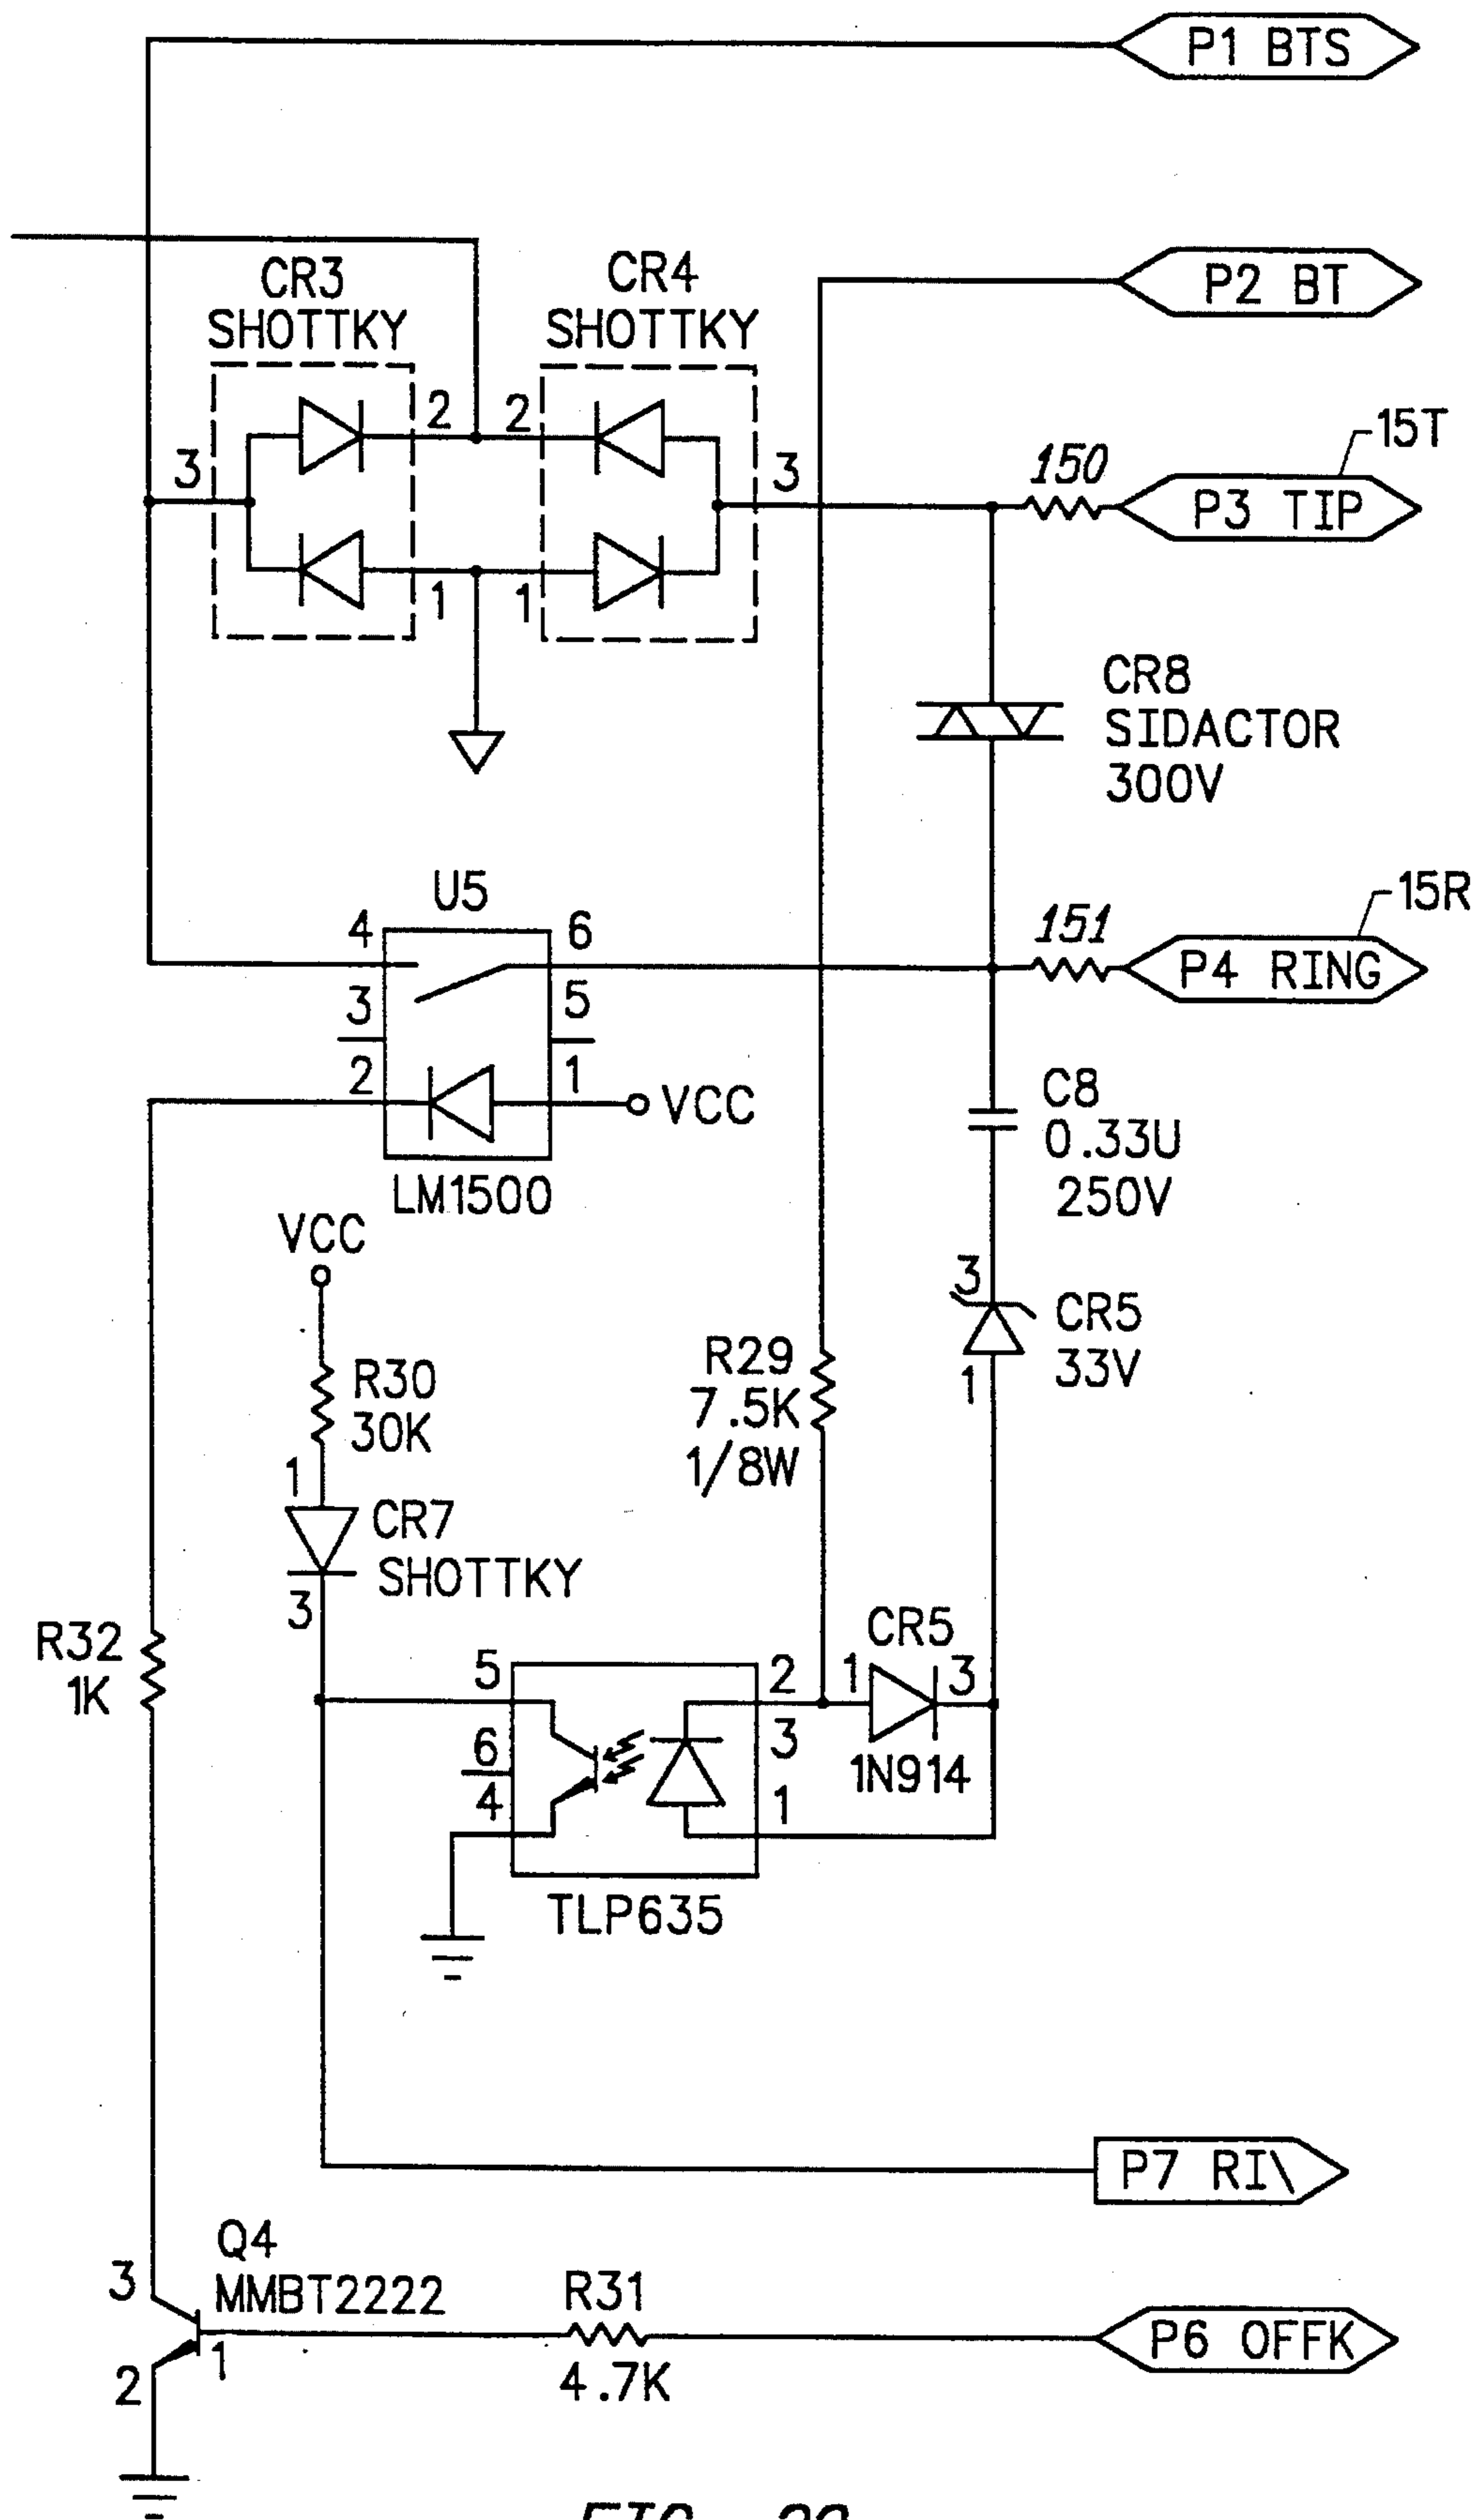 P1 BTS
CR3
SHOTTKY
CR4
SHOTTKY
P2 BT
2
2
15T
3
3
150
P3 TIP
1
1
CR8
SIDACTOR
300V
U5
15R
4
6
151
P4 RING
3
5
2
1
VCC
C8
0.33U
250V
LM1500
VCC
3
CR5
33V
1
R30
30K
R29
7.5K
1/8W
1
CR7
SHOTTKY
3
R32
1K
CR5
5
2
1
3
6
3
1N914
4
1
TLP635
P7 RI\
Q4
3
MMBT2222
R31
P6 OFFK
1
2
4.7K